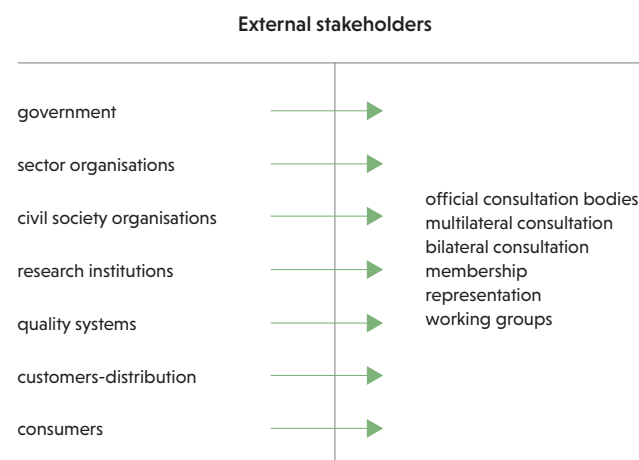 External stakeholders
government
sector organisations
civil society organisations
research institutions
quality systems
customers-distribution
consumers
official consultation bodies
multilateral consultation
bilateral consultation
membership
representation
working groups